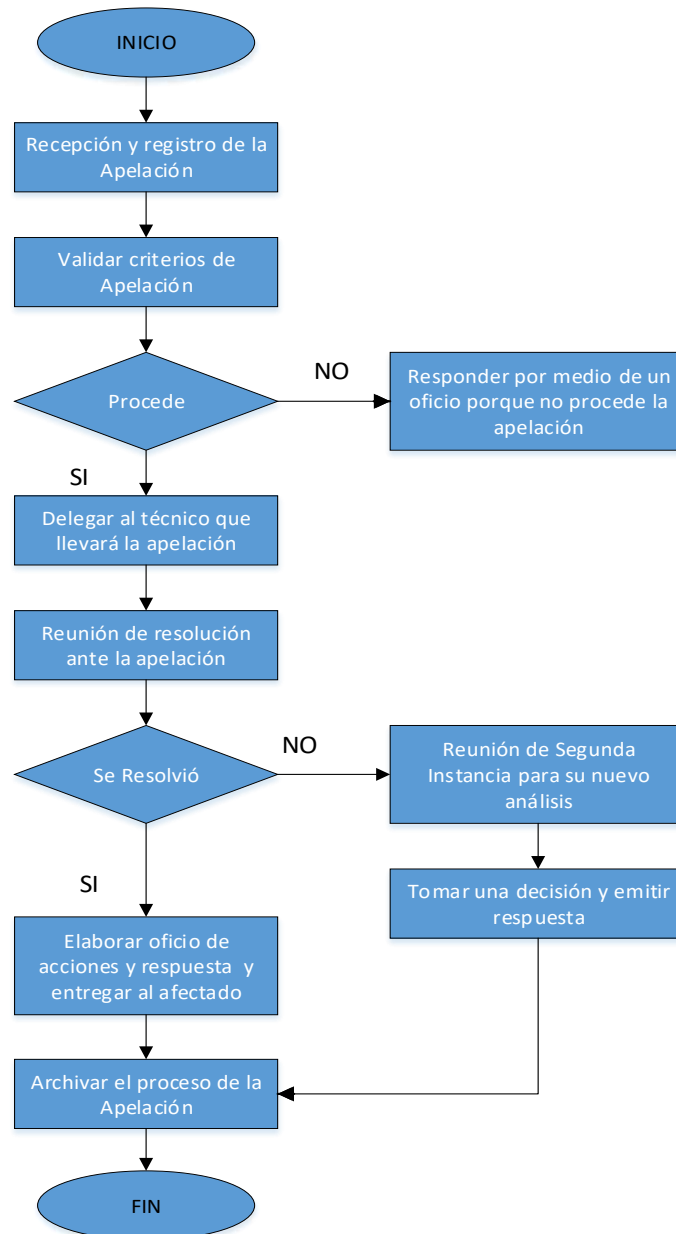 INICIO
Recepción y registro de la
Apelación
Validar criterios de
Apelación
Procede
NO
Responder por medio de un
oficio porque no procede la
apelación
SI
Delegar al técnico que
llevará la apelación
Reunión de resolución
ante la apelación
Se Resolvió
NO
Reunión de Segunda
Instancia para su nuevo
análisis
Tomar una decisión y emitir
respuesta
SI
Elaborar oficio de
acciones y respuesta y
entregar al afectado
Archivar el proceso de la
Apelación
FIN